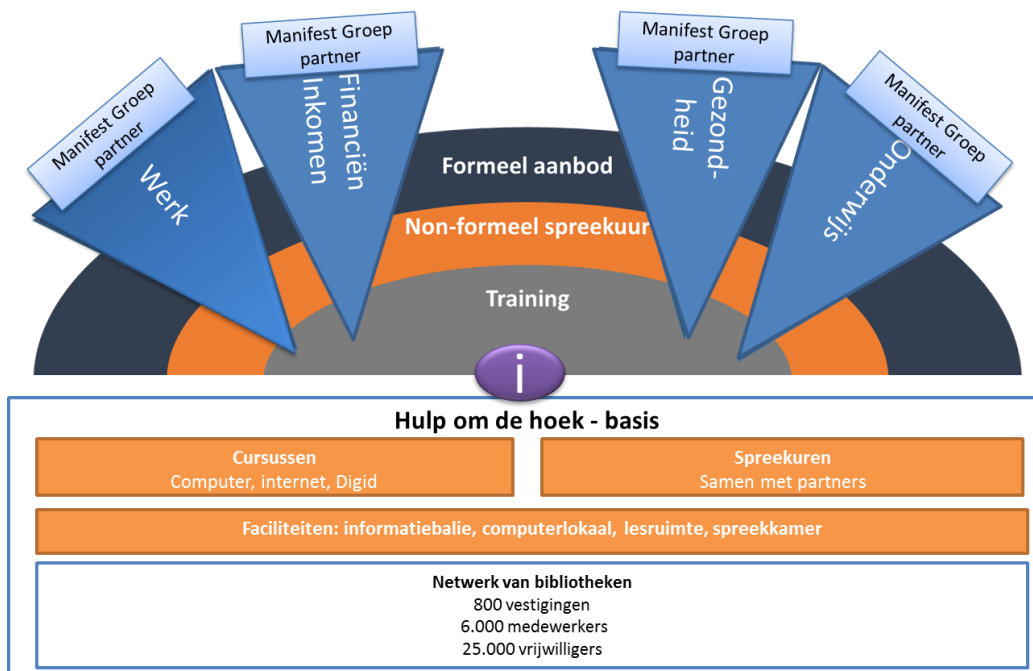 Manifest Groep
partner
Werk
Manifest Groep
partner
Financiën
Inkomen
Manifest Groep
partner
Gezond-
heid
Manifest Groep
partner
Onderwijs
Formeel aanbod
Non-formeel spreekuur
Training
i
Hulp om de hoek - basis
Cursussen
Computer, internet, Digid
Spreekuren
Samen met partners
Faciliteiten: informatiebalie, computerlokaal, lesruimte, spreekkamer
Netwerk van bibliotheken
800 vestigingen
6.000 medewerkers
25.000 vrijwilligers